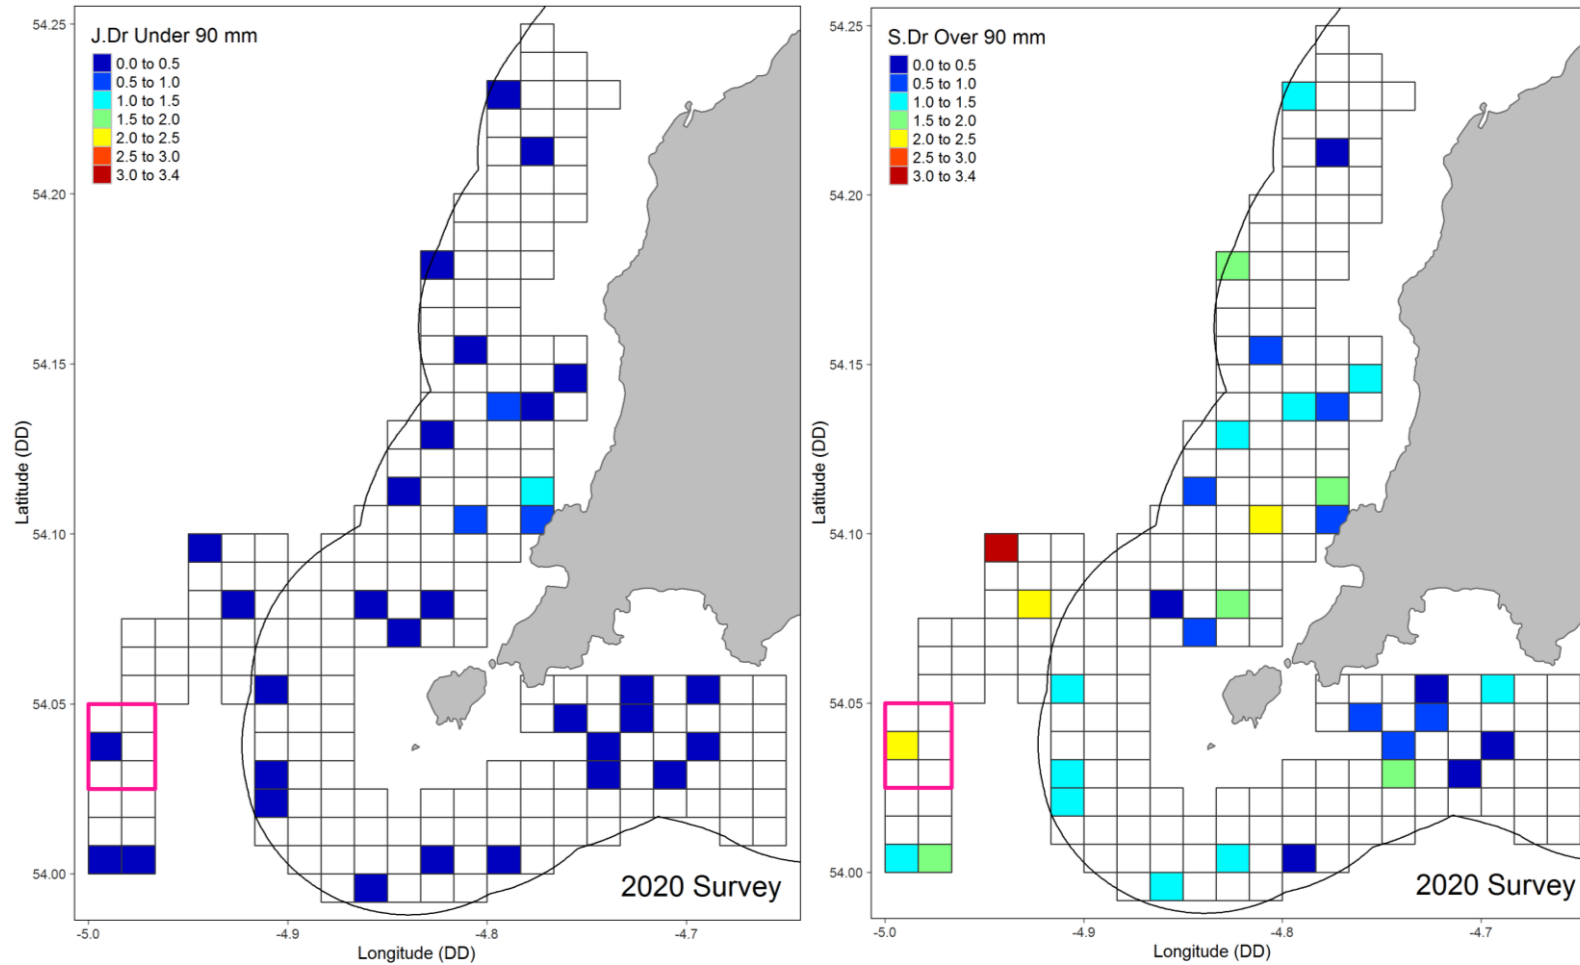 J.Dr Under 90 mm
0.0 to 0.5
0.5 to 1.0
1.0 to 1.5
1.5 to 2.0
2.0 to 2.5
2.5 to 3.0
3.0 to 3.4
54.25
54.20
54.15
54.10
54.05
54.00
Latitude (DD)
2020 Survey
-5.0 -4.9 -4.8 -4.7
Longitude (DD)
S.Dr Over 90 mm
0.0 to 0.5
0.5 to 1.0
1.0 to 1.5
1.5 to 2.0
2.0 to 2.5
2.5 to 3.0
3.0 to 3.4
54.25
54.20
54.15
54.10
54.05
54.00
Latitude (DD)
2020 Survey
-5.0 -4.9 -4.8 -4.7
Longitude (DD)